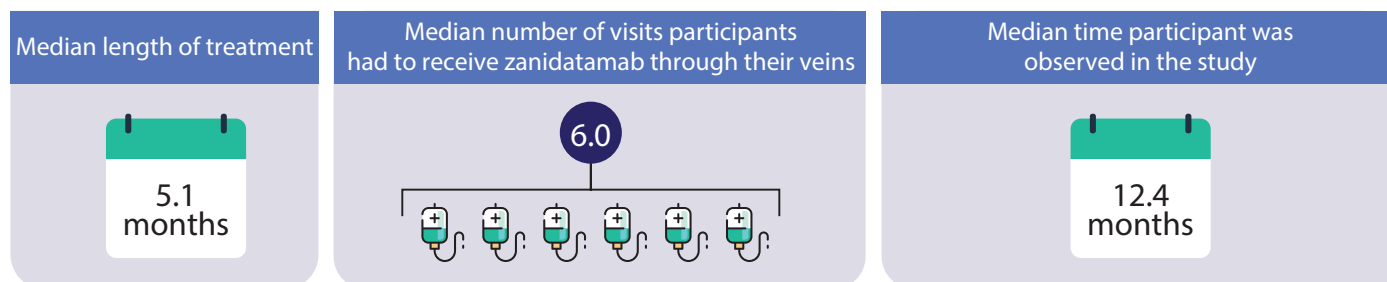 Median length of treatment
5.1
months
Median number of visits participants
had to receive zanidatamab through their veins
6.0
Median time participant was
observed in the study
12.4
months